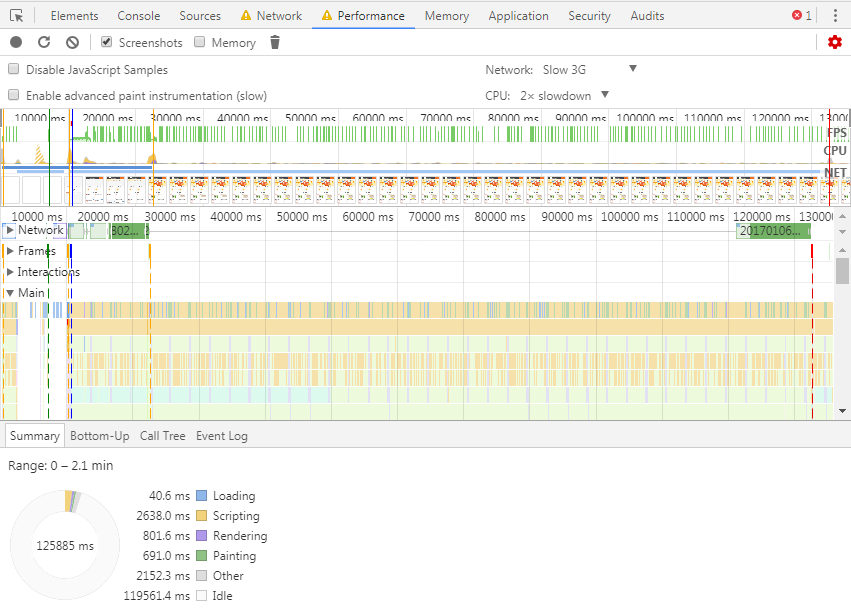 Elements Console Sources Network Performance Memory Application Security Audits 1
Screenshots Memory
Disable JavaScript Samples Network: Slow 3G
Enable advanced paint instrumentation (slow) CPU: 2× slowdown
10000 ms 20000 ms 30000 ms 40000 ms 50000 ms 60000 ms 70000 ms 80000 ms 90000 ms 100000 ms 110000 ms 120000 ms
FPS
CPU
NET
10000 ms 20000 ms 30000 ms 40000 ms 50000 ms 60000 ms 70000 ms 80000 ms 90000 ms 100000 ms 110000 ms 120000 ms
Network 802... 20170106...
Frames
Interactions
Main
Summary Bottom-Up Call Tree Event Log
Range: 0 – 2.1 min
40.6 ms Loading
2638.0 ms Scripting
801.6 ms Rendering
125885 ms
691.0 ms Painting
2152.3 ms Other
119561.4 ms Idle